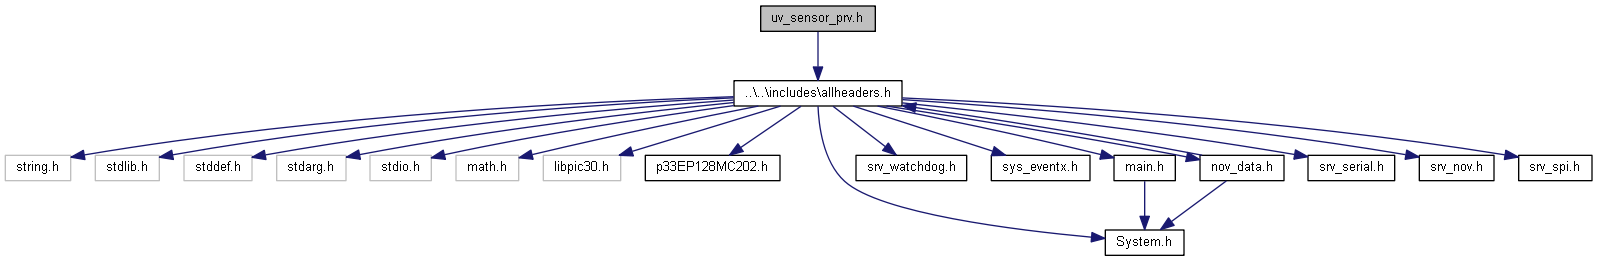 uv_sensor_prv.h
..\..\includes\allheaders.h
string.h
stdlib.h
stddef.h
stdarg.h
stdio.h
math.h
libpic30.h
p33EP128MC202.h
srv_watchdog.h
sys_eventx.h
main.h
nov_data.h
srv_serial.h
srv_nov.h
srv_spi.h
System.h